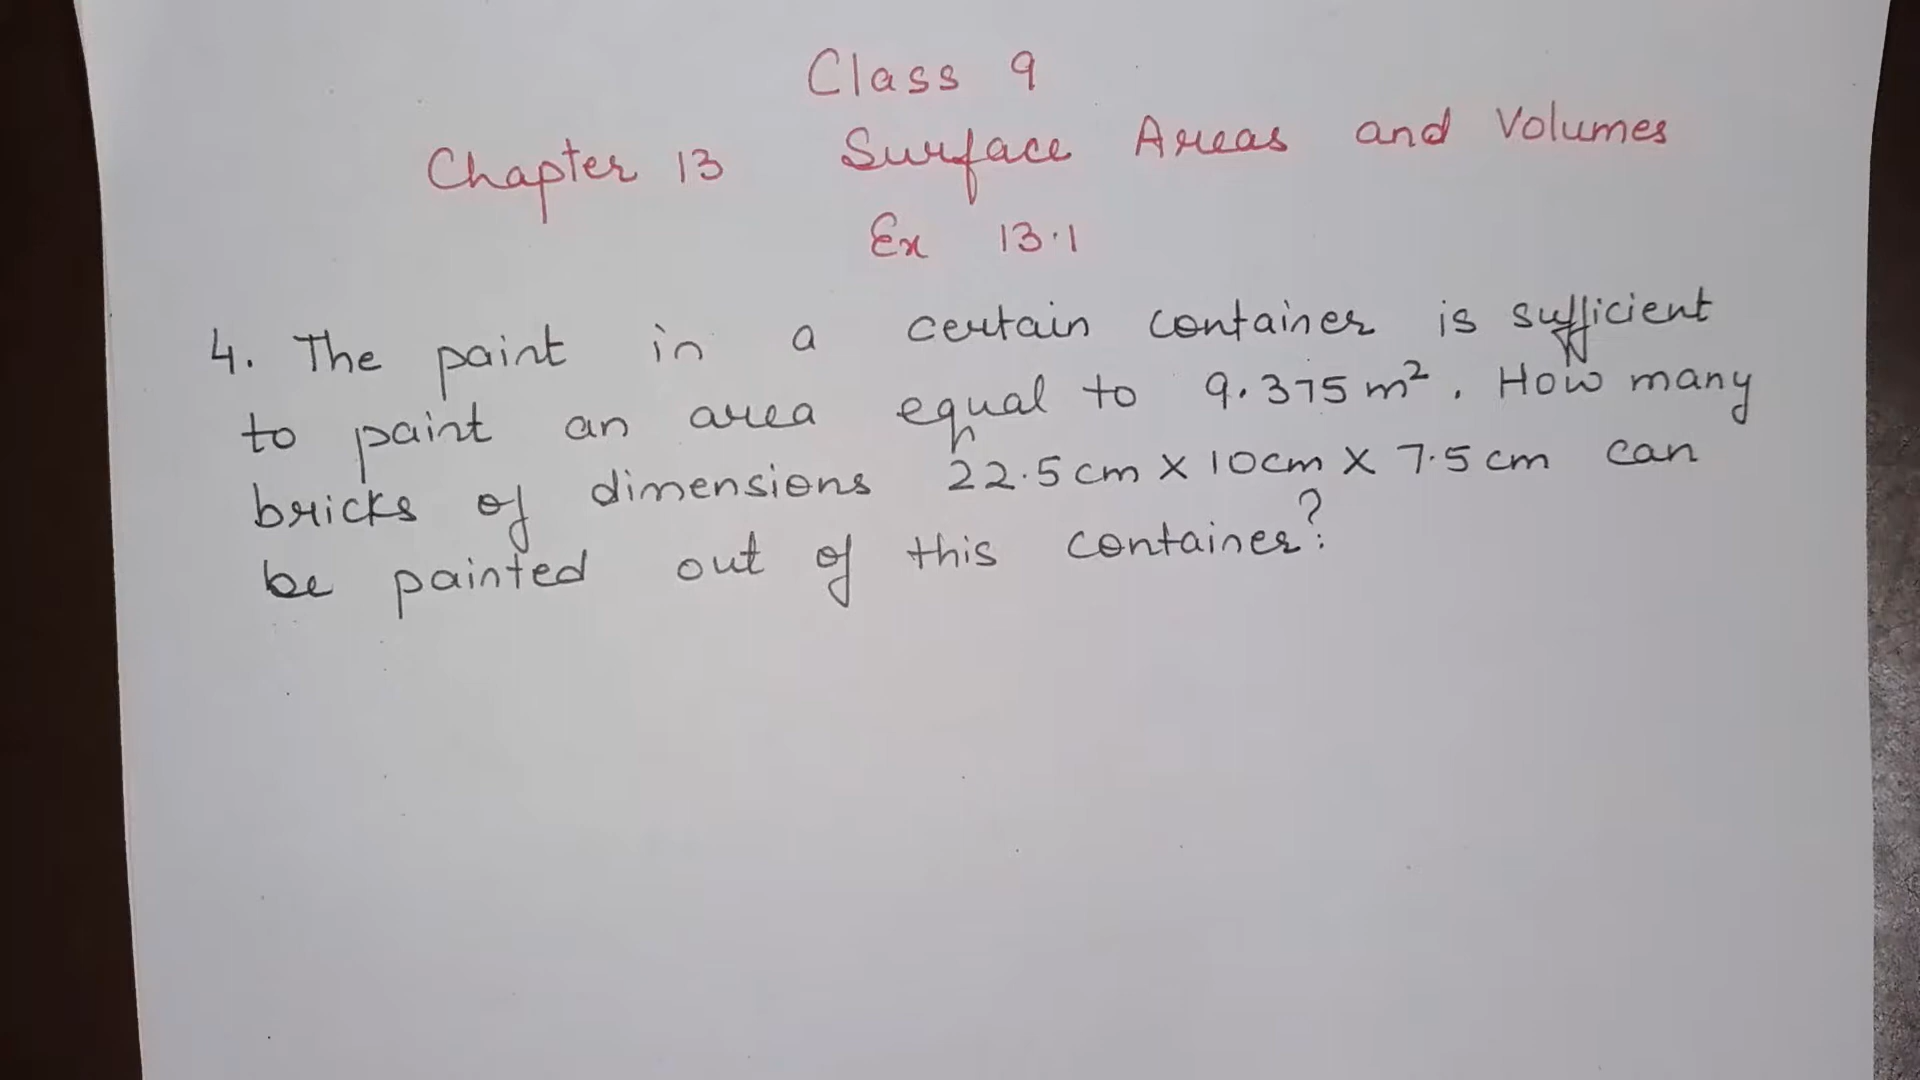 Class 9
Chapter 13 Surface Areas and Volumes
Ex 13.1
4. The paint in a certain container is sufficient
to paint an area equal to 9.375 m². How many
bricks of dimensions 22.5 cm x 10cm x 7.5 cm can
be painted out of this container?